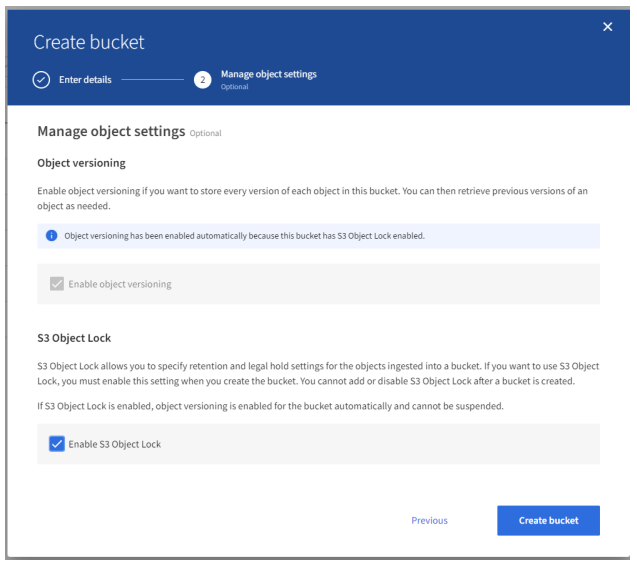 Create bucket
Enter details
2
Manage object settings
Optional
Manage object settings Optional
Object versioning
Enable object versioning if you want to store every version of each object in this bucket. You can then retrieve previous versions of an
object as needed.
Object versioning has been enabled automatically because this bucket has S3 Object Lock enabled.
Enable object versioning
S3 Object Lock
S3 Object Lock allows you to specify retention and legal hold settings for the objects ingested into a bucket. If you want to use S3 Object
Lock, you must enable this setting when you create the bucket. You cannot add or disable S3 Object Lock after a bucket is created.
If S3 Object Lock is enabled, object versioning is enabled for the bucket automatically and cannot be suspended.
Enable S3 Object Lock
Previous
Create bucket